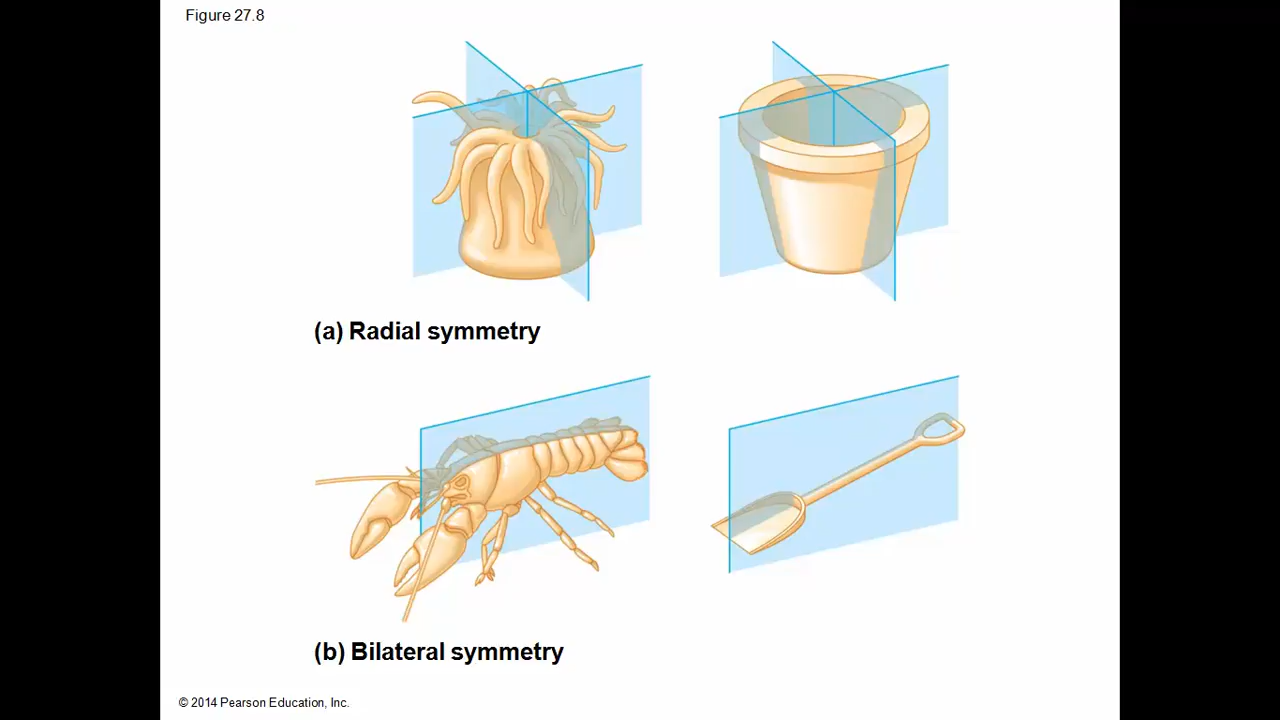 Figure 27.8
(a) Radial symmetry
(b) Bilateral symmetry
© 2014 Pearson Education, Inc.